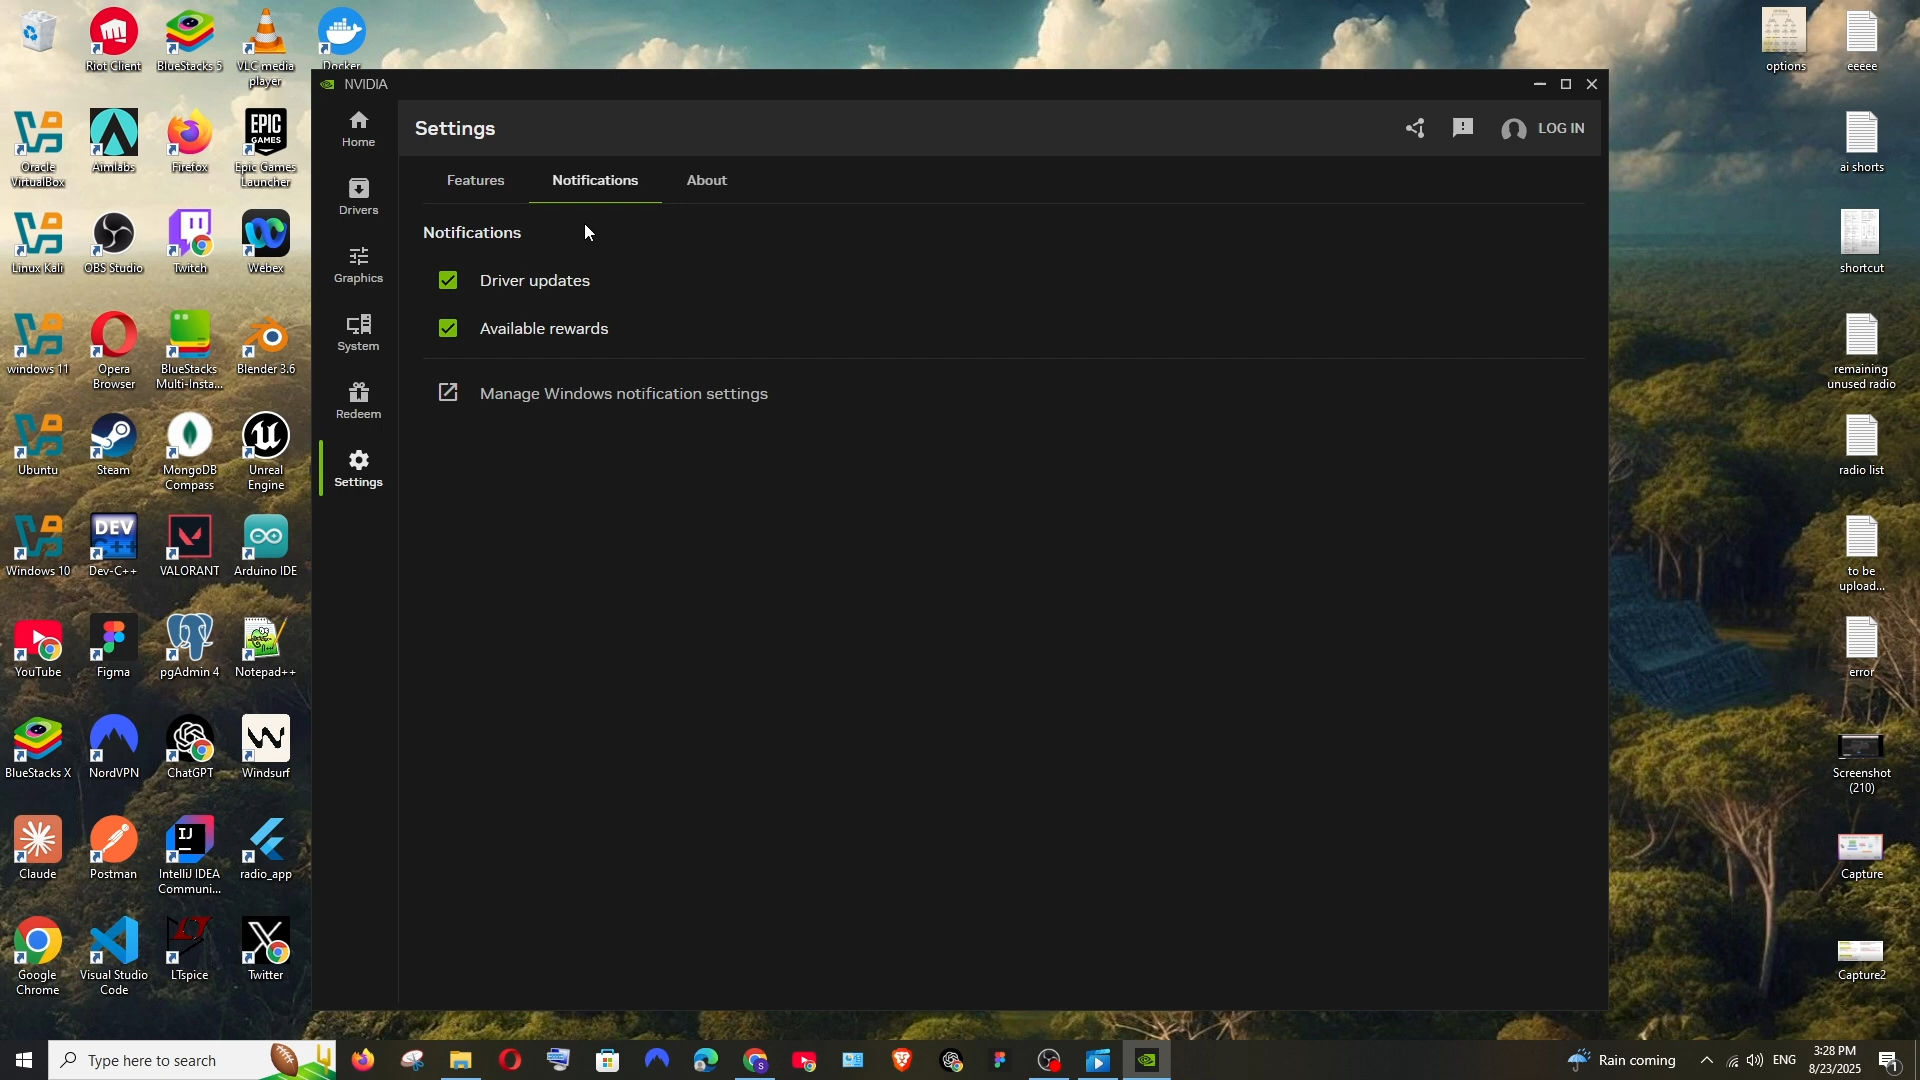 Riot Client
BlueStacks 5
VLC media
player
Docker
Oracle
VirtualBox
Aimlabs
Firefox
EPIC
GAMES
Epic Games
Launcher
Linux Kali
OBS Studio
Twitch
Webex
windows 11
Opera
Browser
BlueStacks
Multi-Insta...
Blender 3.6
Ubuntu
Steam
MongoDB
Compass
Unreal
Engine
DEV
C++
Windows 10
Dev-C++
VALORANT
Arduino IDE
YouTube
Figma
pgAdmin 4
Notepad++
BlueStacks X
NordVPN
ChatGPT
Windsurf
IJ
Claude
Postman
IntelliJ IDEA
Communi...
radio_app
LT
Google
Chrome
Visual Studio
Code
LTspice
Twitter
NVIDIA
Home
Drivers
Graphics
System
Redeem
Settings
Settings
LOG IN
Features
Notifications
About
Notifications
Driver updates
Available rewards
Manage Windows notification settings
options
eeeee
ai shorts
shortcut
remaining
unused radio
radio list
to be
upload...
error
Screenshot
(210)
Capture
Capture2
Type here to search
Rain coming
ENG
3:28 PM
8/23/2025
1